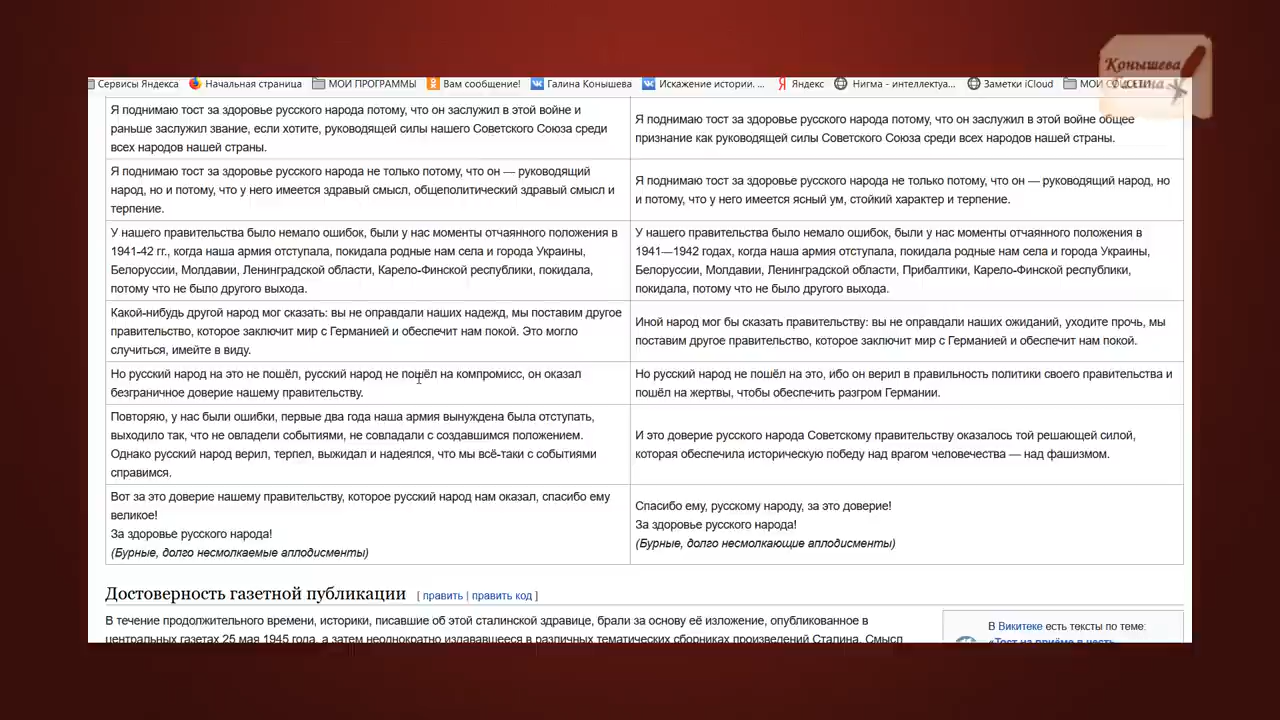 Конышева
Галина
Сервисы Яндекса Начальная страница МОИ ПРОГРАММЫ Вам сообщение! Галина Конышева Искажение истории. ... Яндекс Нигма - интеллектуа... Заметки iCloud
Я поднимаю тост за здоровье русского народа потому, что он заслужил в этой войне и
раньше заслужил звание, если хотите, руководящей силы нашего Советского Союза среди
всех народов нашей страны.
Я поднимаю тост за здоровье русского народа потому, что он заслужил в этой войне общее
признание как руководящей силы Советского Союза среди всех народов нашей страны.
Я поднимаю тост за здоровье русского народа не только потому, что он — руководящий
народ, но и потому, что у него имеется здравый смысл, общеполитический здравый смысл и
терпение.
Я поднимаю тост за здоровье русского народа не только потому, что он — руководящий народ, но
и потому, что у него имеется ясный ум, стойкий характер и терпение.
У нашего правительства было немало ошибок, были у нас моменты отчаянного положения в
1941-42 гг., когда наша армия отступала, покидала родные нам села и города Украины,
Белоруссии, Молдавии, Ленинградской области, Карело-Финской республики, покидала,
потому что не было другого выхода.
У нашего правительства было немало ошибок, были у нас моменты отчаянного положения в
1941—1942 годах, когда наша армия отступала, покидала родные нам села и города Украины,
Белоруссии, Молдавии, Ленинградской области, Прибалтики, Карело-Финской республики,
покидала, потому что не было другого выхода.
Какой-нибудь другой народ мог сказать: вы не оправдали наших надежд, мы поставим другое
правительство, которое заключит мир с Германией и обеспечит нам покой. Это могло
случиться, имейте в виду.
Иной народ мог бы сказать правительству: вы не оправдали наших ожиданий, уходите прочь, мы
поставим другое правительство, которое заключит мир с Германией и обеспечит нам покой.
Но русский народ на это не пошёл, русский народ не пошёл на компромисс, он оказал
безграничное доверие нашему правительству.
Но русский народ не пошёл на это, ибо он верил в правильность политики своего правительства и
пошёл на жертвы, чтобы обеспечить разгром Германии.
Повторяю, у нас были ошибки, первые два года наша армия вынуждена была отступать,
выходило так, что не овладели событиями, не совладали с создавшимся положением.
Однако русский народ верил, терпел, выжидал и надеялся, что мы всё-таки с событиями
справимся.
И это доверие русского народа Советскому правительству оказалось той решающей силой,
которая обеспечила историческую победу над врагом человечества — над фашизмом.
Вот за это доверие нашему правительству, которое русский народ нам оказал, спасибо ему
великое!
За здоровье русского народа!
(Бурные, долго несмолкаемые аплодисменты)
Спасибо ему, русскому народу, за это доверие!
За здоровье русского народа!
(Бурные, долго несмолкающие аплодисменты)
Достоверность газетной публикации [ править | править код ]
В течение продолжительного времени, историки, писавшие об этой сталинской здравице, брали за основу её изложение, опубликованное в
центральных газетах 25 мая 1945 года, а затем неоднократно издававшееся в различных тематических сборниках произведений Сталина. Смысл
В Викитеке есть тексты по теме:
«Тост на приёме в честь